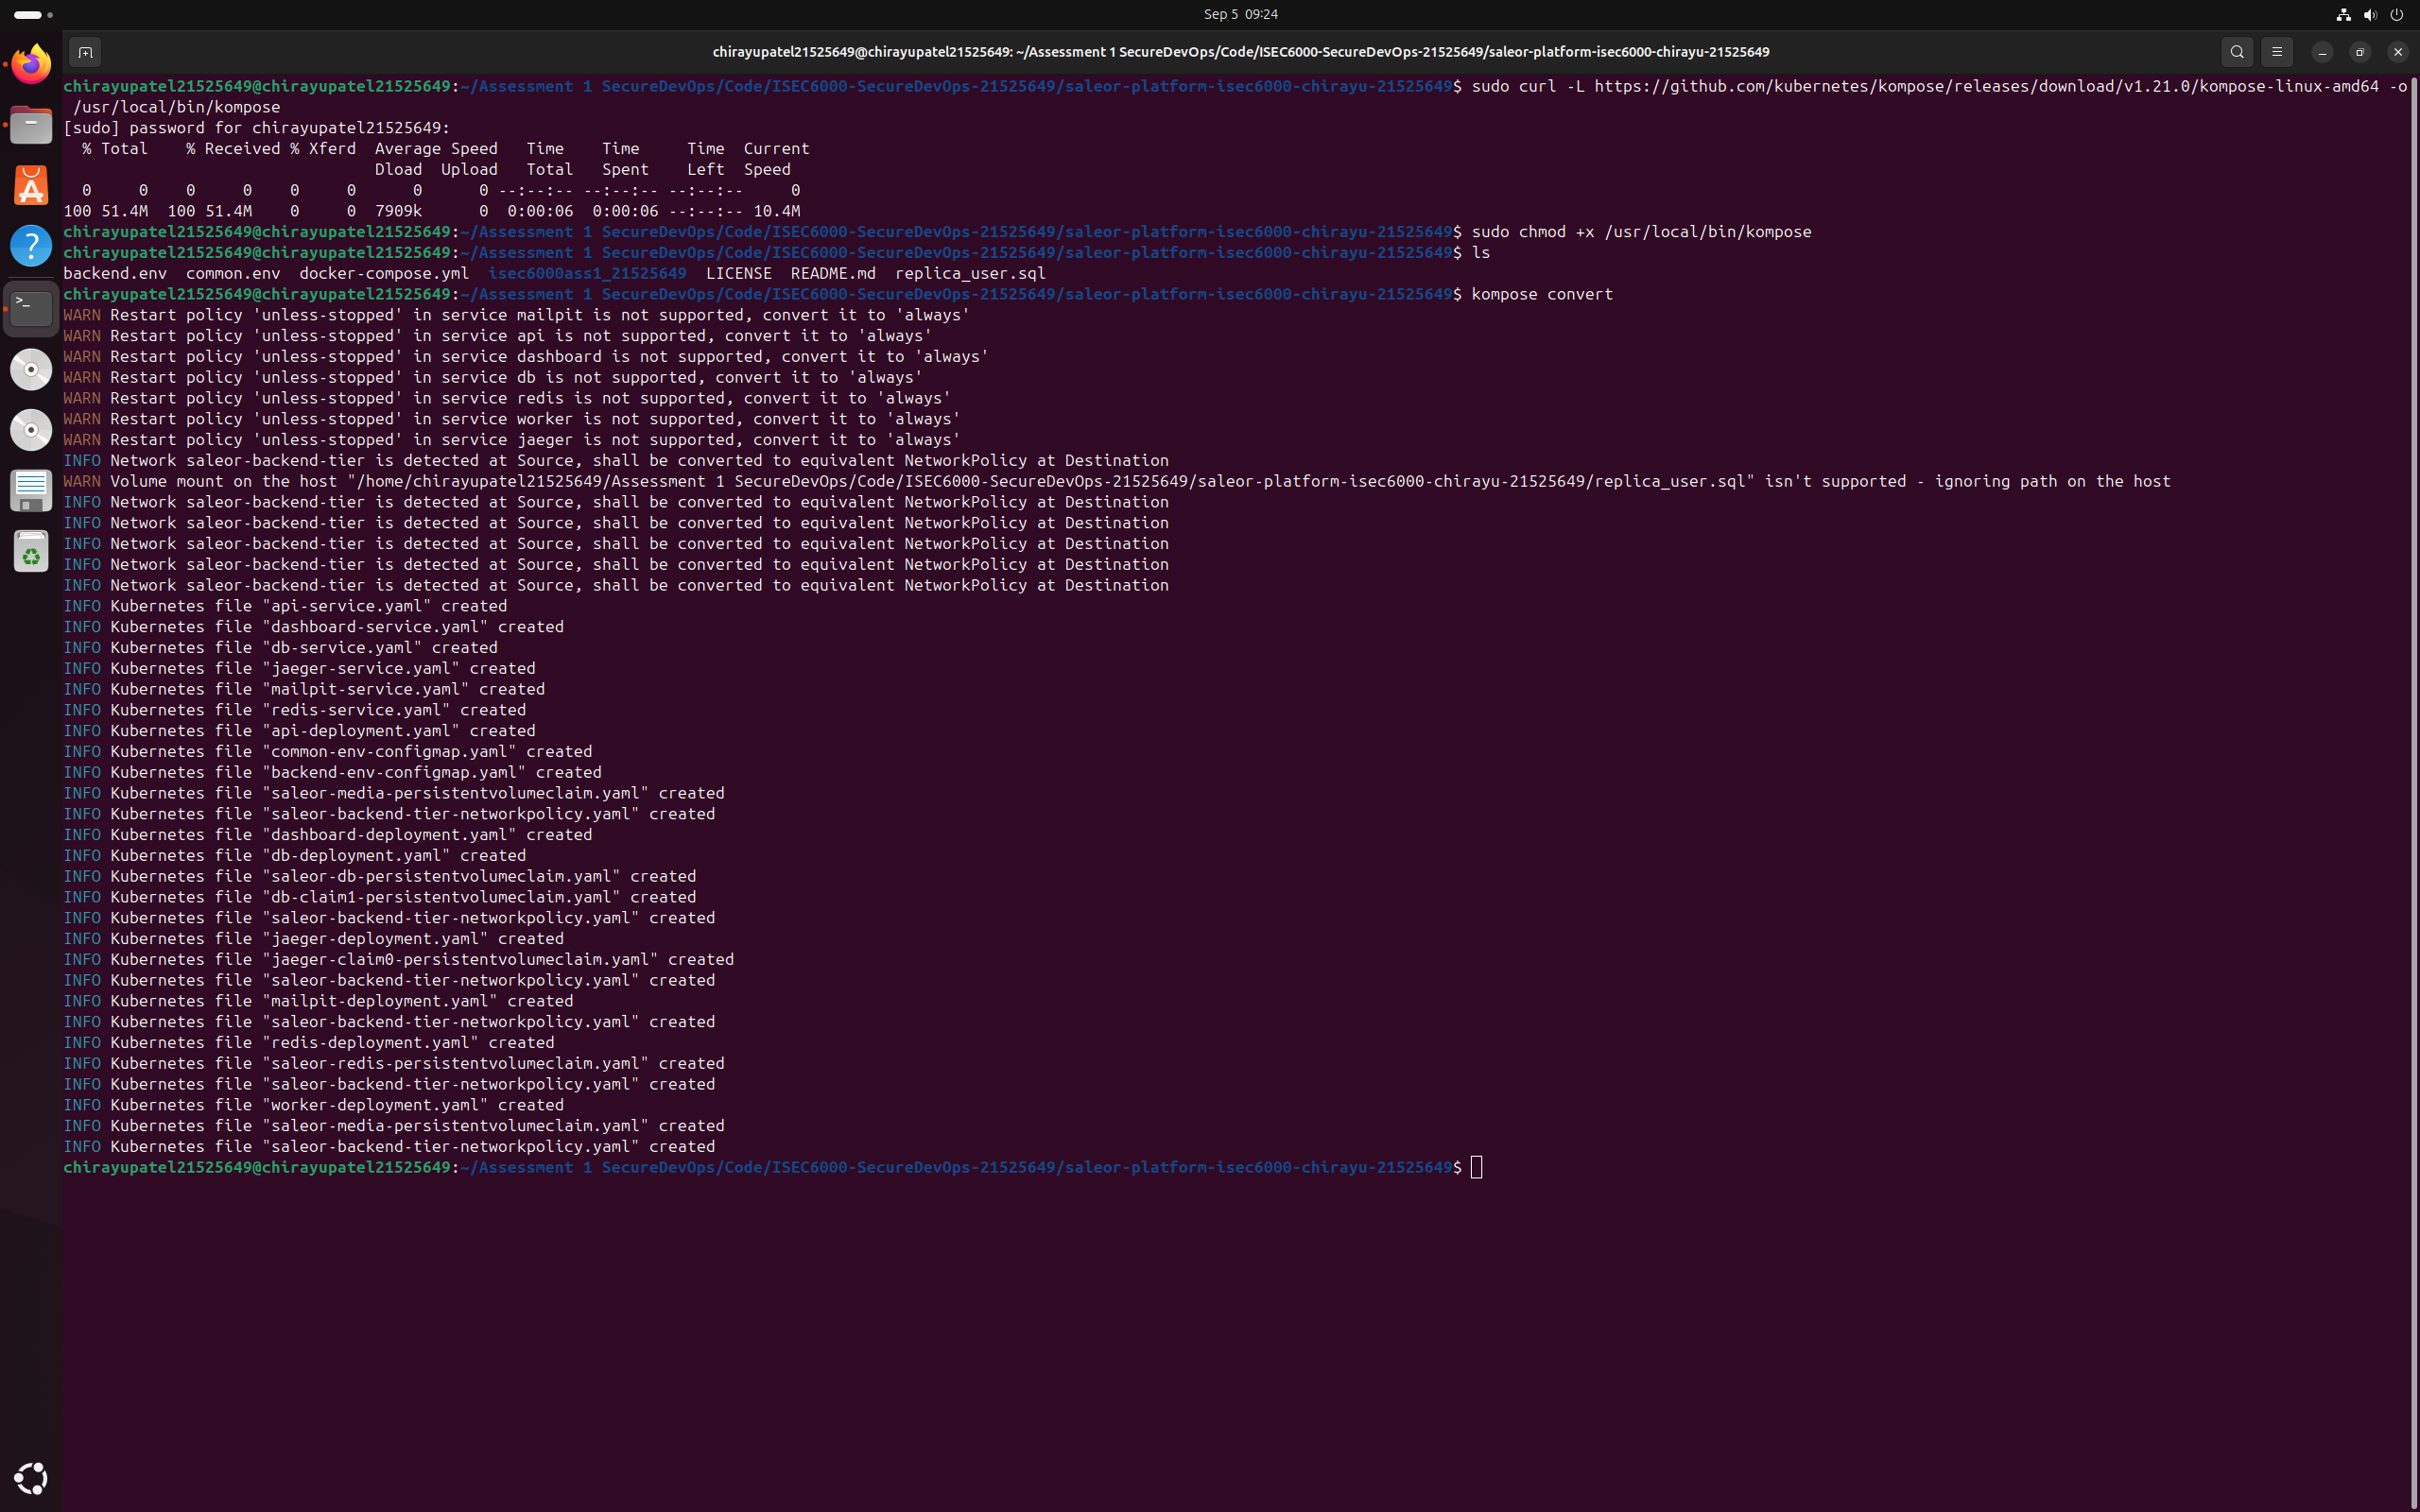 Sep 5 09:24
chirayupatel21525649@chirayupatel21525649: ~/Assessment 1 SecureDevOps/Code/ISEC6000-SecureDevOps-21525649/saleor-platform-isec6000-chirayu-21525649
chirayupatel21525649@chirayupatel21525649:~/Assessment 1 SecureDevOps/Code/ISEC6000-SecureDevOps-21525649/saleor-platform-isec6000-chirayu-21525649$ sudo curl -L https://github.com/kubernetes/kompose/releases/download/v1.21.0/kompose-linux-amd64 -o
 /usr/local/bin/kompose
[sudo] password for chirayupatel21525649:
  % Total    % Received % Xferd  Average Speed   Time    Time     Time  Current
                                 Dload  Upload   Total   Spent    Left  Speed
  0     0    0     0    0     0      0      0 --:--:-- --:--:-- --:--:--     0
100 51.4M  100 51.4M    0     0  7909k      0  0:00:06  0:00:06 --:--:-- 10.4M
chirayupatel21525649@chirayupatel21525649:~/Assessment 1 SecureDevOps/Code/ISEC6000-SecureDevOps-21525649/saleor-platform-isec6000-chirayu-21525649$ sudo chmod +x /usr/local/bin/kompose
chirayupatel21525649@chirayupatel21525649:~/Assessment 1 SecureDevOps/Code/ISEC6000-SecureDevOps-21525649/saleor-platform-isec6000-chirayu-21525649$ ls
backend.env  common.env  docker-compose.yml  isec6000ass1_21525649  LICENSE  README.md  replica_user.sql
chirayupatel21525649@chirayupatel21525649:~/Assessment 1 SecureDevOps/Code/ISEC6000-SecureDevOps-21525649/saleor-platform-isec6000-chirayu-21525649$ kompose convert
WARN Restart policy 'unless-stopped' in service mailpit is not supported, convert it to 'always'
WARN Restart policy 'unless-stopped' in service api is not supported, convert it to 'always'
WARN Restart policy 'unless-stopped' in service dashboard is not supported, convert it to 'always'
WARN Restart policy 'unless-stopped' in service db is not supported, convert it to 'always'
WARN Restart policy 'unless-stopped' in service redis is not supported, convert it to 'always'
WARN Restart policy 'unless-stopped' in service worker is not supported, convert it to 'always'
WARN Restart policy 'unless-stopped' in service jaeger is not supported, convert it to 'always'
INFO Network saleor-backend-tier is detected at Source, shall be converted to equivalent NetworkPolicy at Destination
WARN Volume mount on the host "/home/chirayupatel21525649/Assessment 1 SecureDevOps/Code/ISEC6000-SecureDevOps-21525649/saleor-platform-isec6000-chirayu-21525649/replica_user.sql" isn't supported - ignoring path on the host
INFO Network saleor-backend-tier is detected at Source, shall be converted to equivalent NetworkPolicy at Destination
INFO Network saleor-backend-tier is detected at Source, shall be converted to equivalent NetworkPolicy at Destination
INFO Network saleor-backend-tier is detected at Source, shall be converted to equivalent NetworkPolicy at Destination
INFO Network saleor-backend-tier is detected at Source, shall be converted to equivalent NetworkPolicy at Destination
INFO Network saleor-backend-tier is detected at Source, shall be converted to equivalent NetworkPolicy at Destination
INFO Kubernetes file "api-service.yaml" created
INFO Kubernetes file "dashboard-service.yaml" created
INFO Kubernetes file "db-service.yaml" created
INFO Kubernetes file "jaeger-service.yaml" created
INFO Kubernetes file "mailpit-service.yaml" created
INFO Kubernetes file "redis-service.yaml" created
INFO Kubernetes file "api-deployment.yaml" created
INFO Kubernetes file "common-env-configmap.yaml" created
INFO Kubernetes file "backend-env-configmap.yaml" created
INFO Kubernetes file "saleor-media-persistentvolumeclaim.yaml" created
INFO Kubernetes file "saleor-backend-tier-networkpolicy.yaml" created
INFO Kubernetes file "dashboard-deployment.yaml" created
INFO Kubernetes file "db-deployment.yaml" created
INFO Kubernetes file "saleor-db-persistentvolumeclaim.yaml" created
INFO Kubernetes file "db-claim1-persistentvolumeclaim.yaml" created
INFO Kubernetes file "saleor-backend-tier-networkpolicy.yaml" created
INFO Kubernetes file "jaeger-deployment.yaml" created
INFO Kubernetes file "jaeger-claim0-persistentvolumeclaim.yaml" created
INFO Kubernetes file "saleor-backend-tier-networkpolicy.yaml" created
INFO Kubernetes file "mailpit-deployment.yaml" created
INFO Kubernetes file "saleor-backend-tier-networkpolicy.yaml" created
INFO Kubernetes file "redis-deployment.yaml" created
INFO Kubernetes file "saleor-redis-persistentvolumeclaim.yaml" created
INFO Kubernetes file "saleor-backend-tier-networkpolicy.yaml" created
INFO Kubernetes file "worker-deployment.yaml" created
INFO Kubernetes file "saleor-media-persistentvolumeclaim.yaml" created
INFO Kubernetes file "saleor-backend-tier-networkpolicy.yaml" created
chirayupatel21525649@chirayupatel21525649:~/Assessment 1 SecureDevOps/Code/ISEC6000-SecureDevOps-21525649/saleor-platform-isec6000-chirayu-21525649$